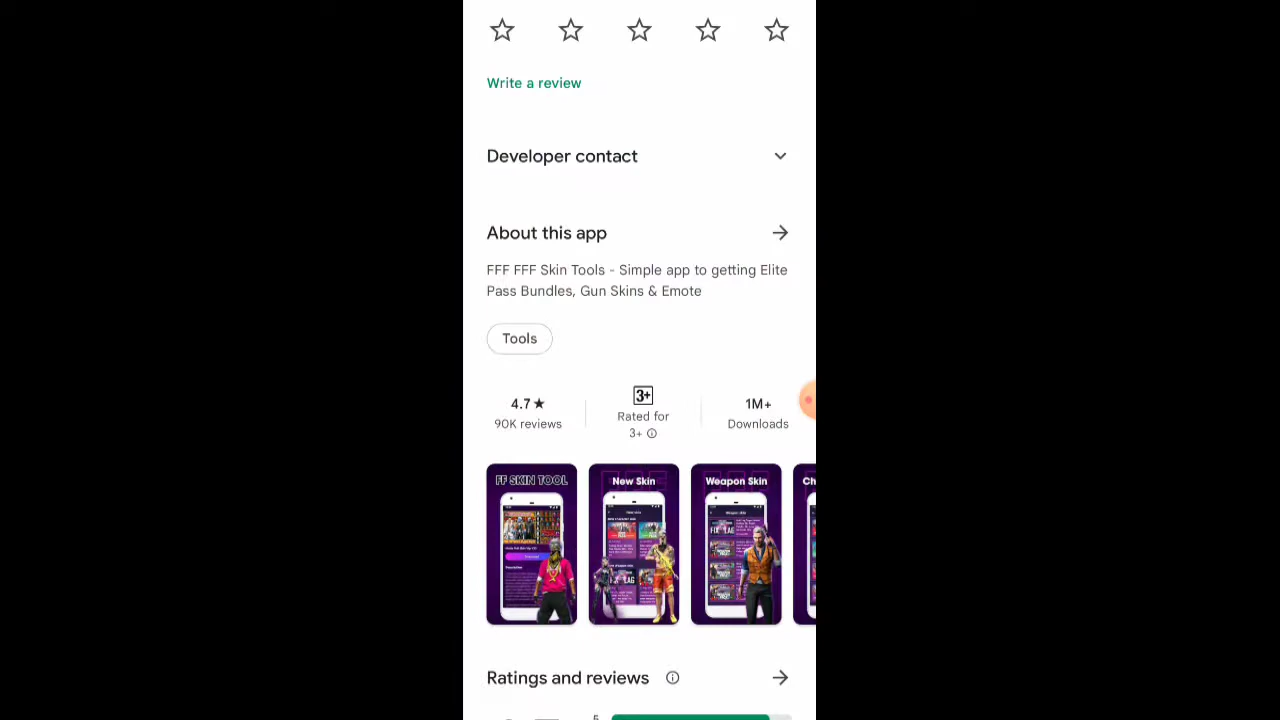 Write a review
Developer contact
About this app
FFF FFF Skin Tools - Simple app to getting Elite
Pass Bundles, Gun Skins & Emote
Tools
4.7★
90K reviews
3+
Rated for
3+
1M+
Downloads
FF SKIN TOOL
New Skin
Weapon Skin
Ch
Ratings and reviews
5